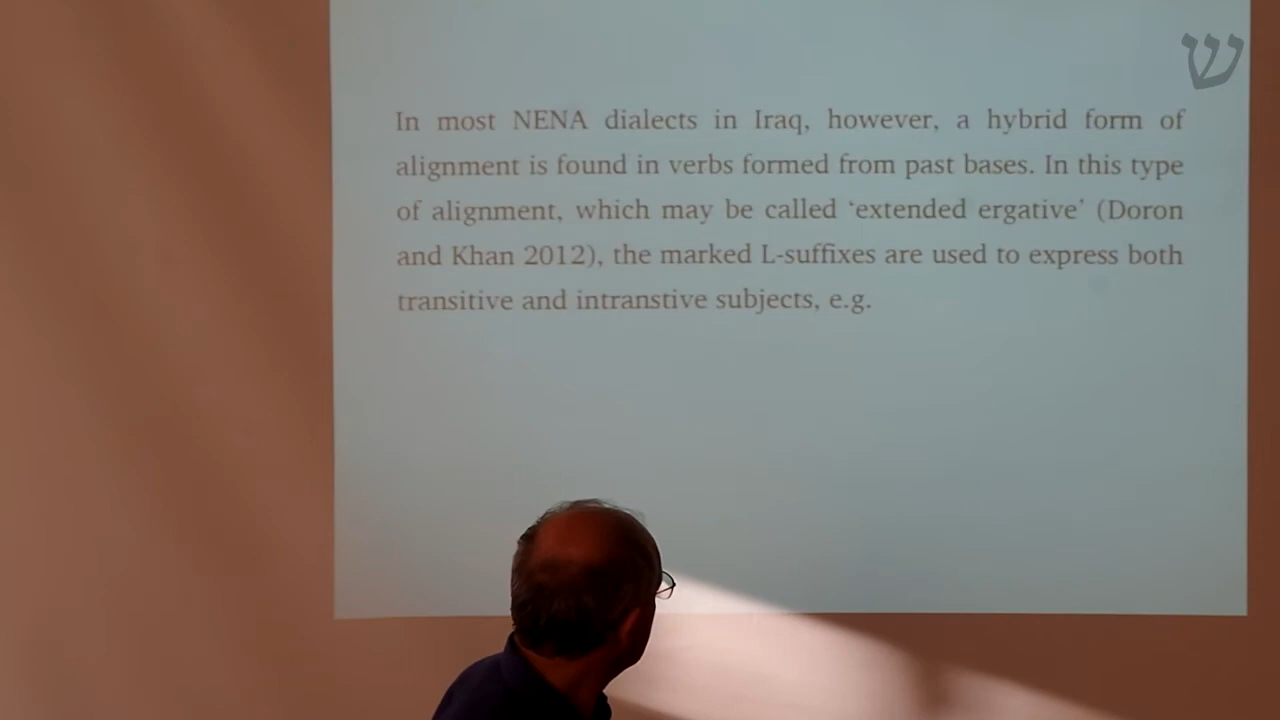 ש
In most NENA dialects in Iraq, however, a hybrid form of
alignment is found in verbs formed from past bases. In this type
of alignment, which may be called ‘extended ergative’ (Doron
and Khan 2012), the marked L-suffixes are used to express both
transitive and intranstive subjects, e.g.